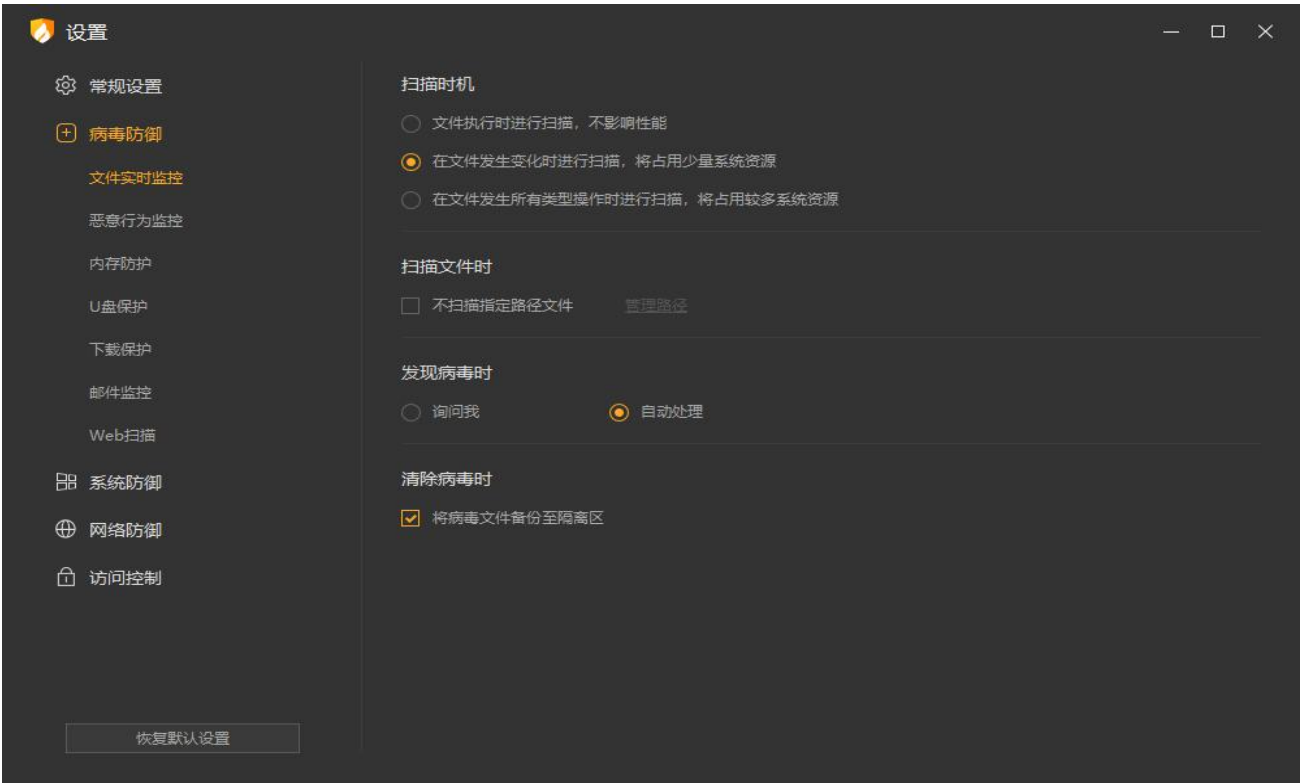 设置
常规设置
病毒防御
文件实时监控
恶意行为监控
内存防护
U盘保护
下载保护
邮件监控
Web扫描
系统防御
网络防御
访问控制
恢复默认设置
扫描时机
文件执行时进行扫描，不影响性能
在文件发生变化时进行扫描，将占用少量系统资源
在文件发生所有类型操作时进行扫描，将占用较多系统资源
扫描文件时
不扫描指定路径文件 管理路径
发现病毒时
询问我 自动处理
清除病毒时
将病毒文件备份至隔离区